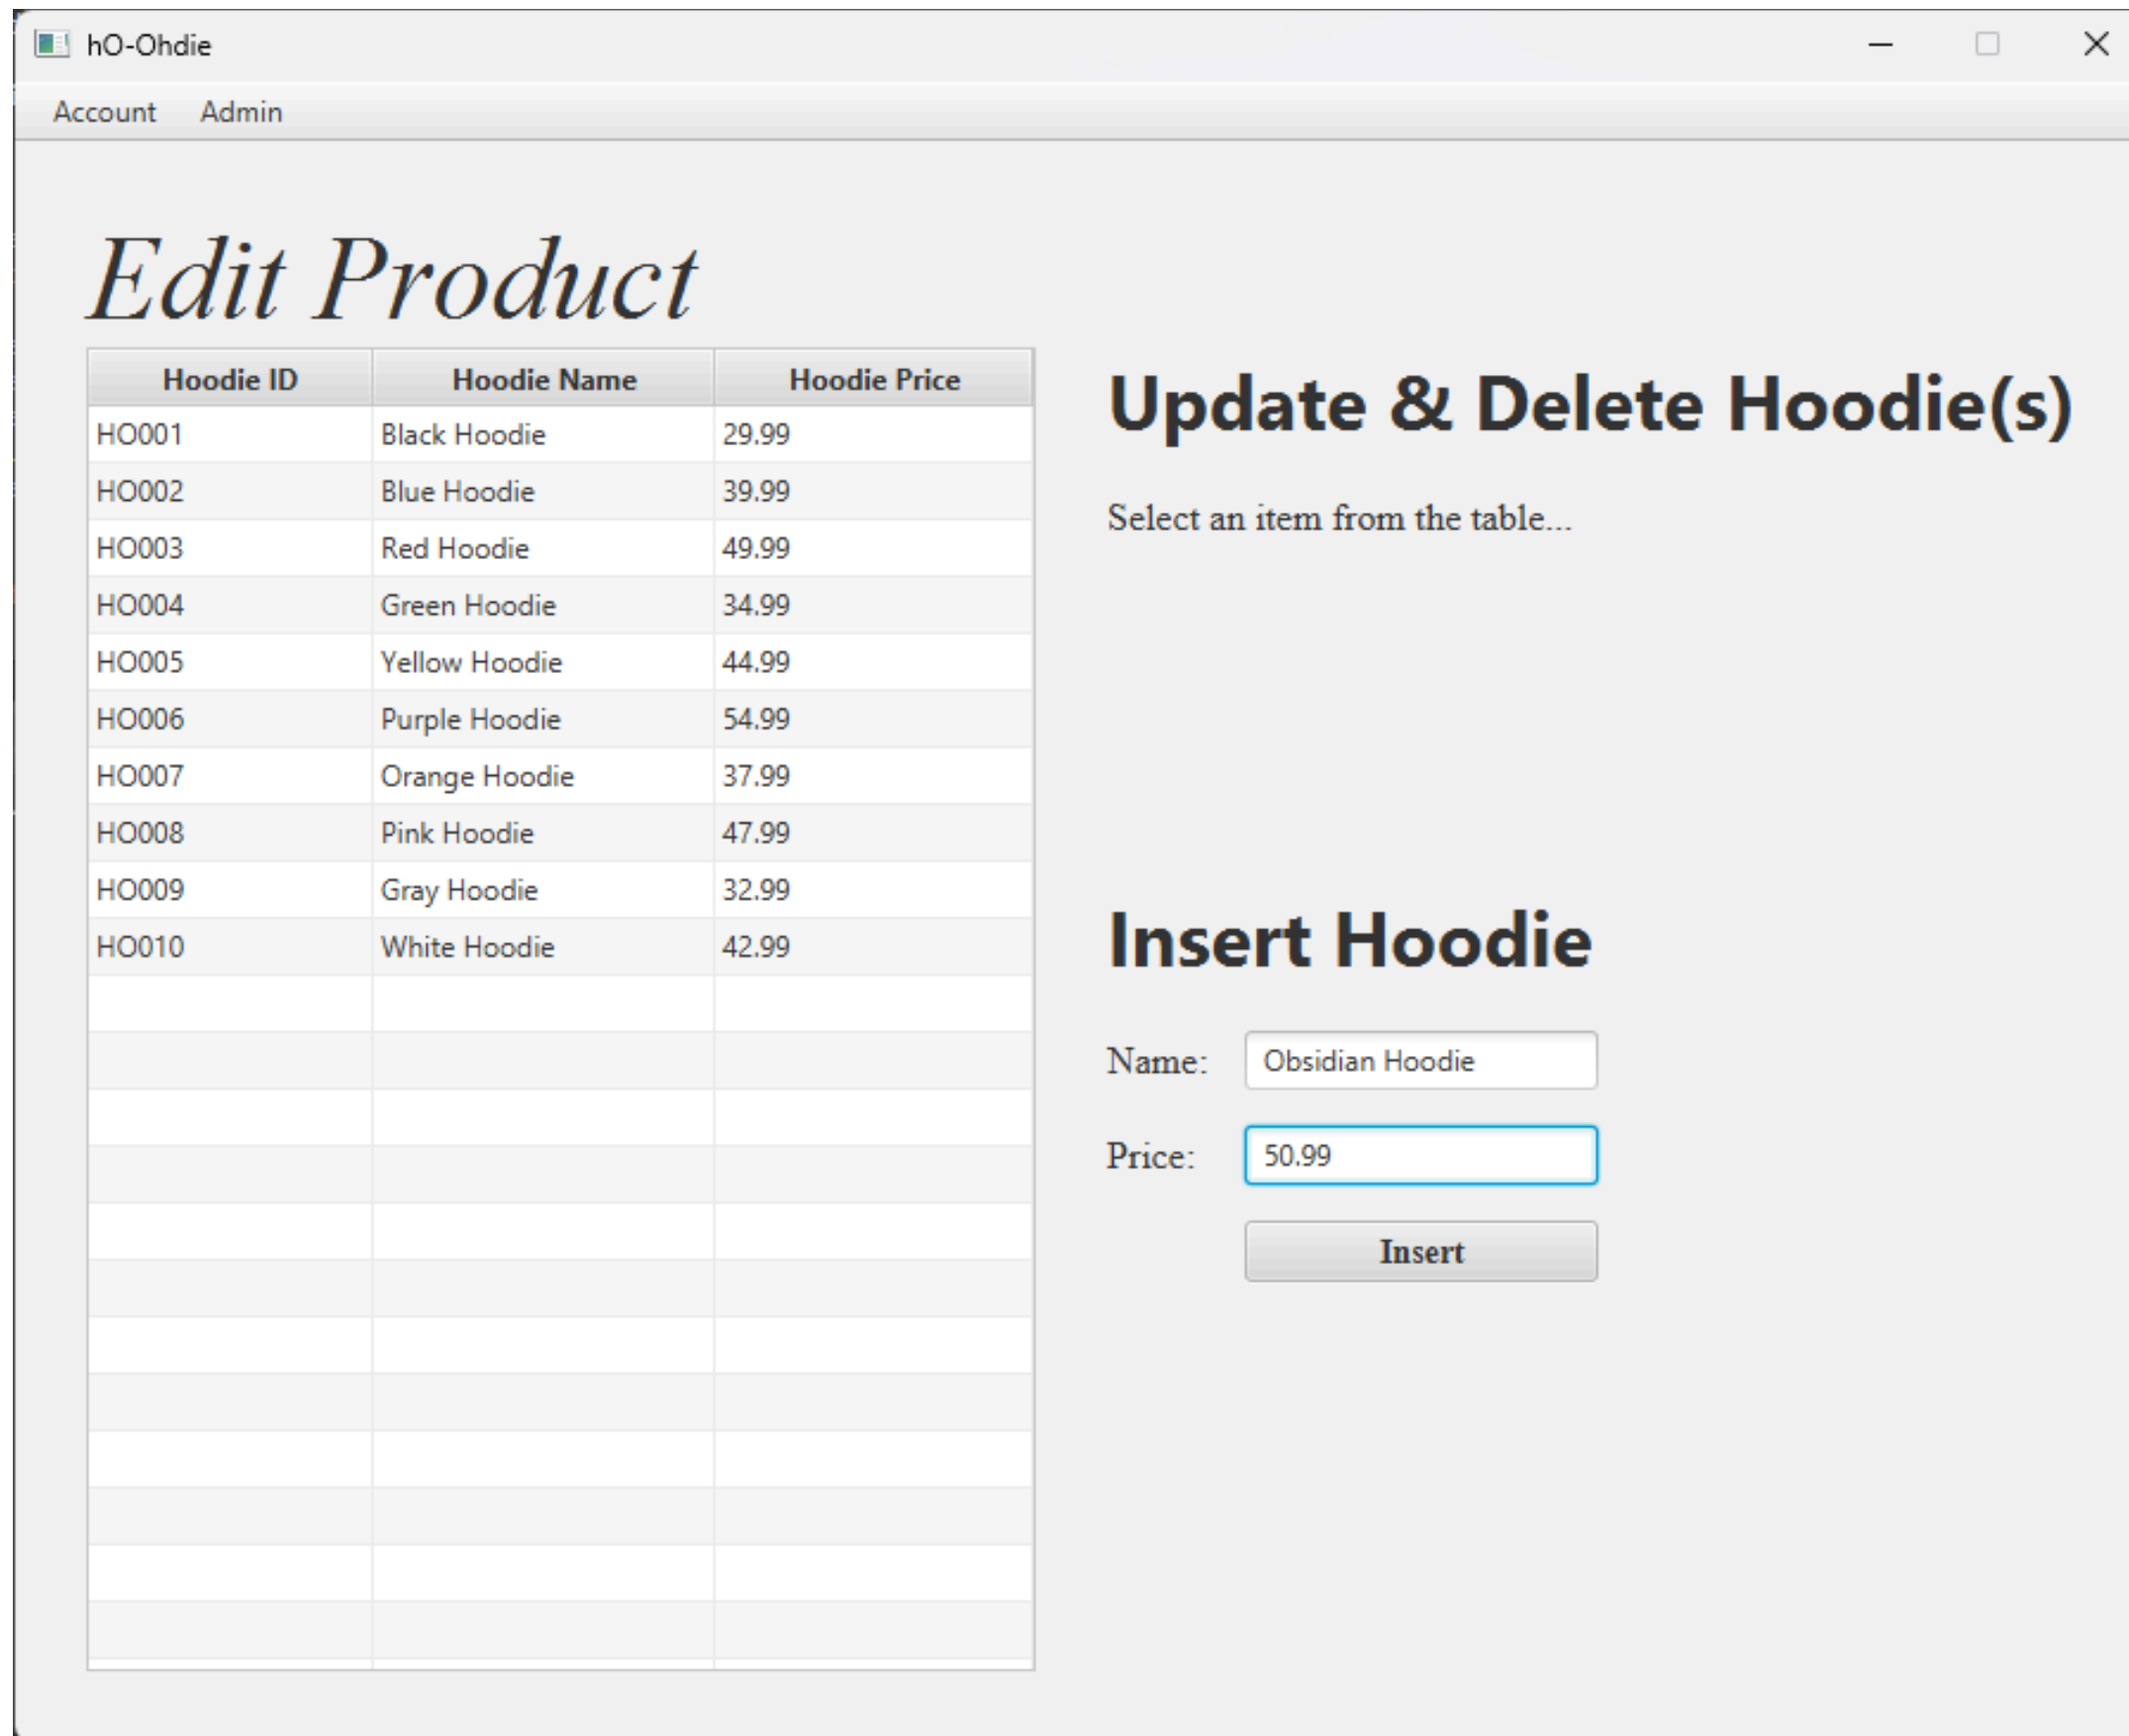 hO-Ohdie
Account Admin
Edit Product
Hoodie ID Hoodie Name Hoodie Price
HO001 Black Hoodie 29.99
HO002 Blue Hoodie 39.99
HO003 Red Hoodie 49.99
HO004 Green Hoodie 34.99
HO005 Yellow Hoodie 44.99
HO006 Purple Hoodie 54.99
HO007 Orange Hoodie 37.99
HO008 Pink Hoodie 47.99
HO009 Gray Hoodie 32.99
HO010 White Hoodie 42.99
Update & Delete Hoodie(s)
Select an item from the table...
Insert Hoodie
Name: Obsidian Hoodie
Price: 50.99
Insert